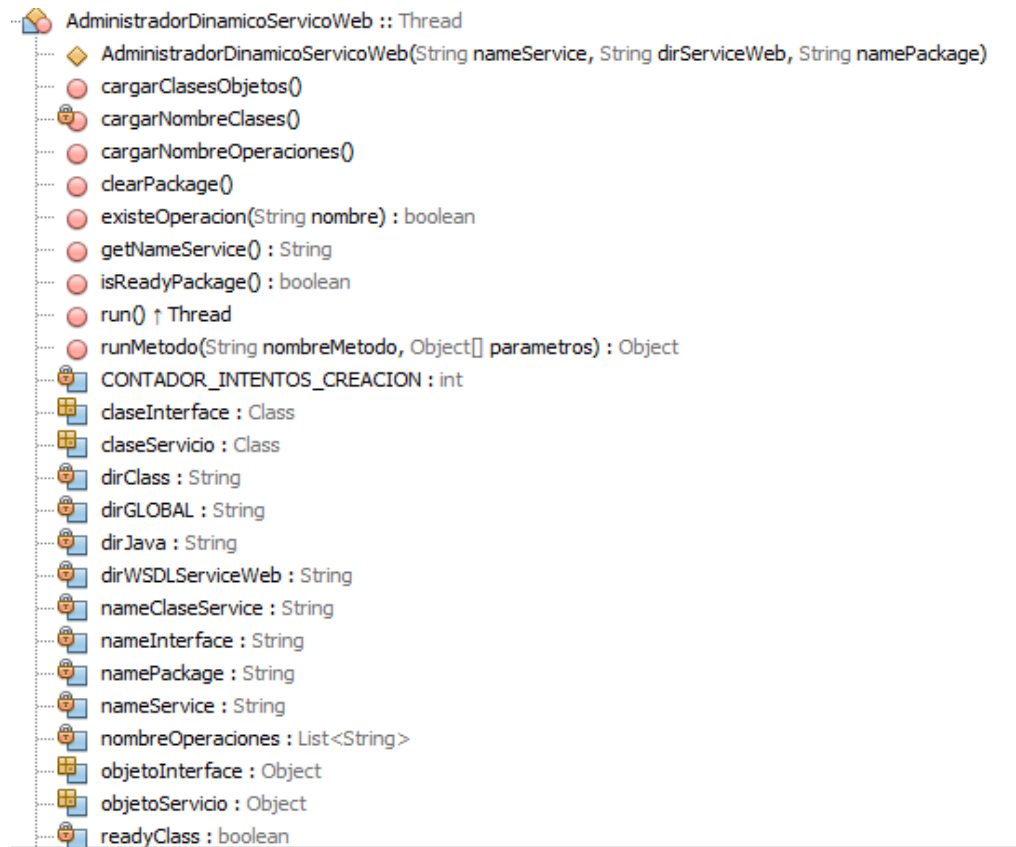 AdministradorDinamicoServicoWeb :: Thread
AdministradorDinamicoServicoWeb(String nameService, String dirServiceWeb, String namePackage)
cargarClasesObjetos()
cargarNombreClases()
cargarNombreOperaciones()
clearPackage()
existeOperacion(String nombre) : boolean
getNameService() : String
isReadyPackage() : boolean
run() ↑ Thread
runMetodo(String nombreMetodo, Object[] parametros) : Object
CONTADOR_INTENTOS_CREACION : int
claseInterface : Class
claseServicio : Class
dirClass : String
dirGLOBAL : String
dirJava : String
dirWSDLServiceWeb : String
nameClaseService : String
nameInterface : String
namePackage : String
nameService : String
nombreOperaciones : List<String>
objetoInterface : Object
objetoServicio : Object
readyClass : boolean